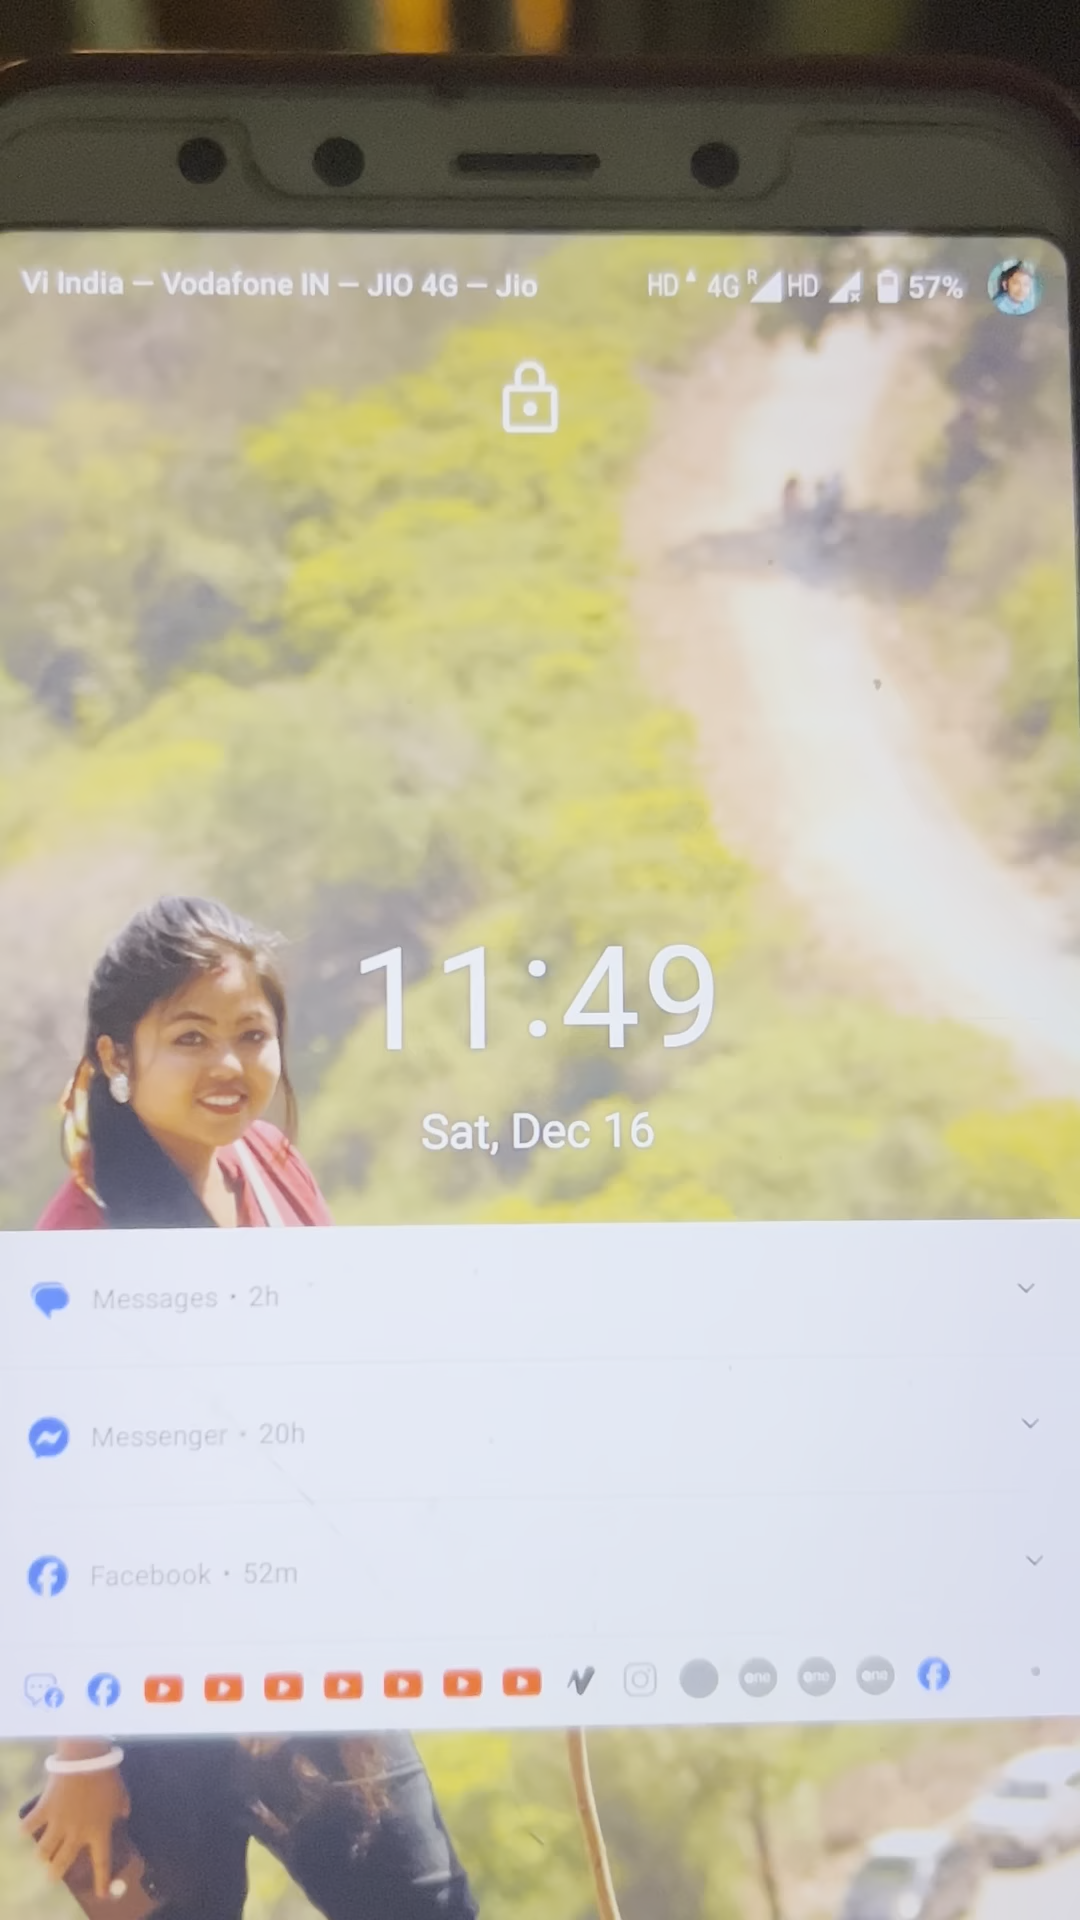 Vi India — Vodafone IN — JIO 4G — Jio HD 4G R HD 57%
11:49
Sat, Dec 16
Messages • 2h
Messenger • 20h
Facebook • 52m